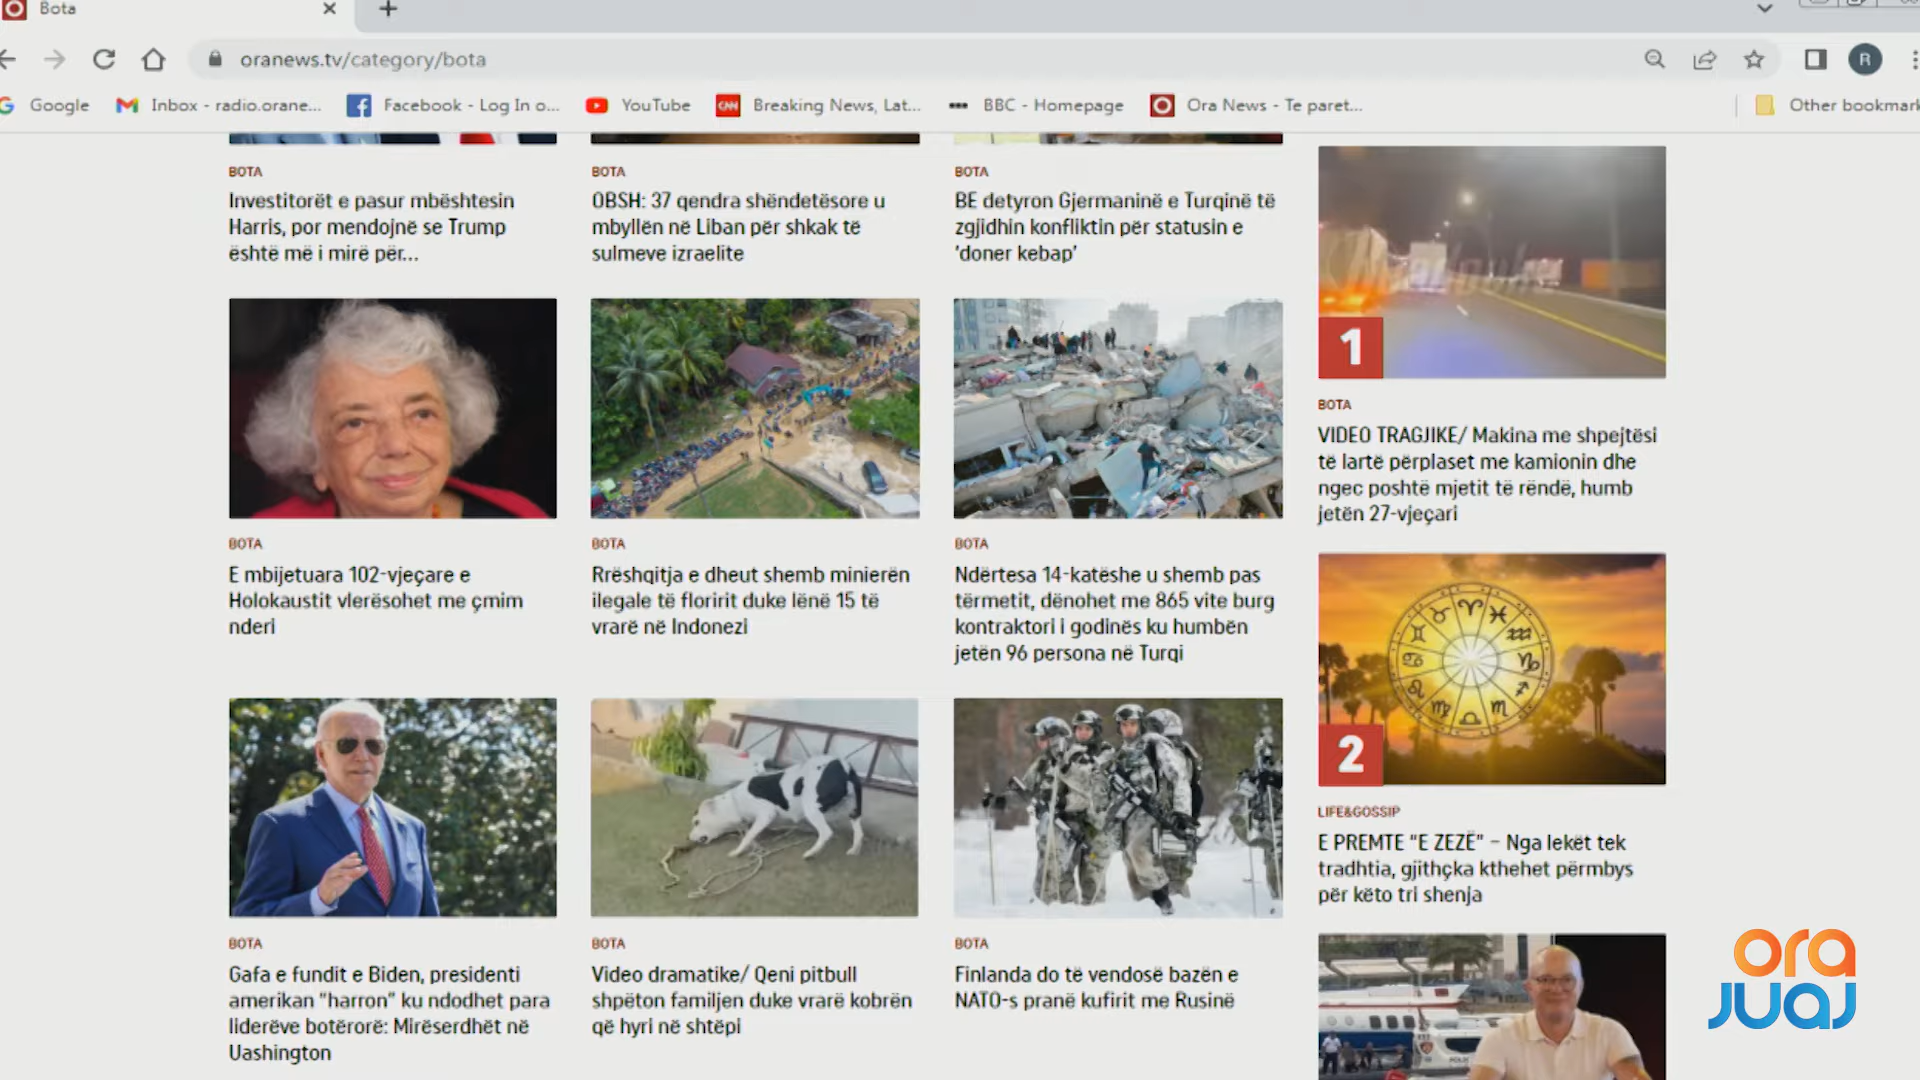 Bota
oranews.tv/category/bota
R
Google
Inbox - radio.orane...
Facebook - Log In o...
YouTube
CNN
Breaking News, Lat...
BBC - Homepage
Ora News - Te paret...
Other bookmark
BOTA
Investitorët e pasur mbështesin
Harris, por mendojnë se Trump
është më i mirë për...
BOTA
OBSH: 37 qendra shëndetësore u
mbyllën në Liban për shkak të
sulmeve izraelite
BOTA
BE detyron Gjermaninë e Turqinë të
zgjidhin konfliktin për statusin e
‘doner kebap’
1
BOTA
VIDEO TRAGJIKE/ Makina me shpejtësi
të lartë përplaset me kamionin dhe
ngec poshtë mjetit të rëndë, humb
jetën 27-vjeçari
BOTA
E mbijetuara 102-vjeçare e
Holokaustit vlerësohet me çmim
nderi
BOTA
Rrëshqitja e dheut shemb minierën
ilegale të floririt duke lënë 15 të
vrarë në Indonezi
BOTA
Ndërtesa 14-katëshe u shemb pas
tërmetit, dënohet me 865 vite burg
kontraktori i godinës ku humbën
jetën 96 persona në Turqi
2
LIFE&GOSSIP
E PREMTE “E ZEZË” – Nga lekët tek
tradhtia, gjithçka kthehet përmbys
për këto tri shenja
BOTA
Gafa e fundit e Biden, presidenti
amerikan “harron” ku ndodhet para
liderëve botërorë: Mirëserdhët në
Uashington
BOTA
Video dramatike/ Qeni pitbull
shpëton familjen duke vrarë kobrën
që hyri në shtëpi
BOTA
Finlanda do të vendosë bazën e
NATO-s pranë kufirit me Rusinë
ora
JUAJ